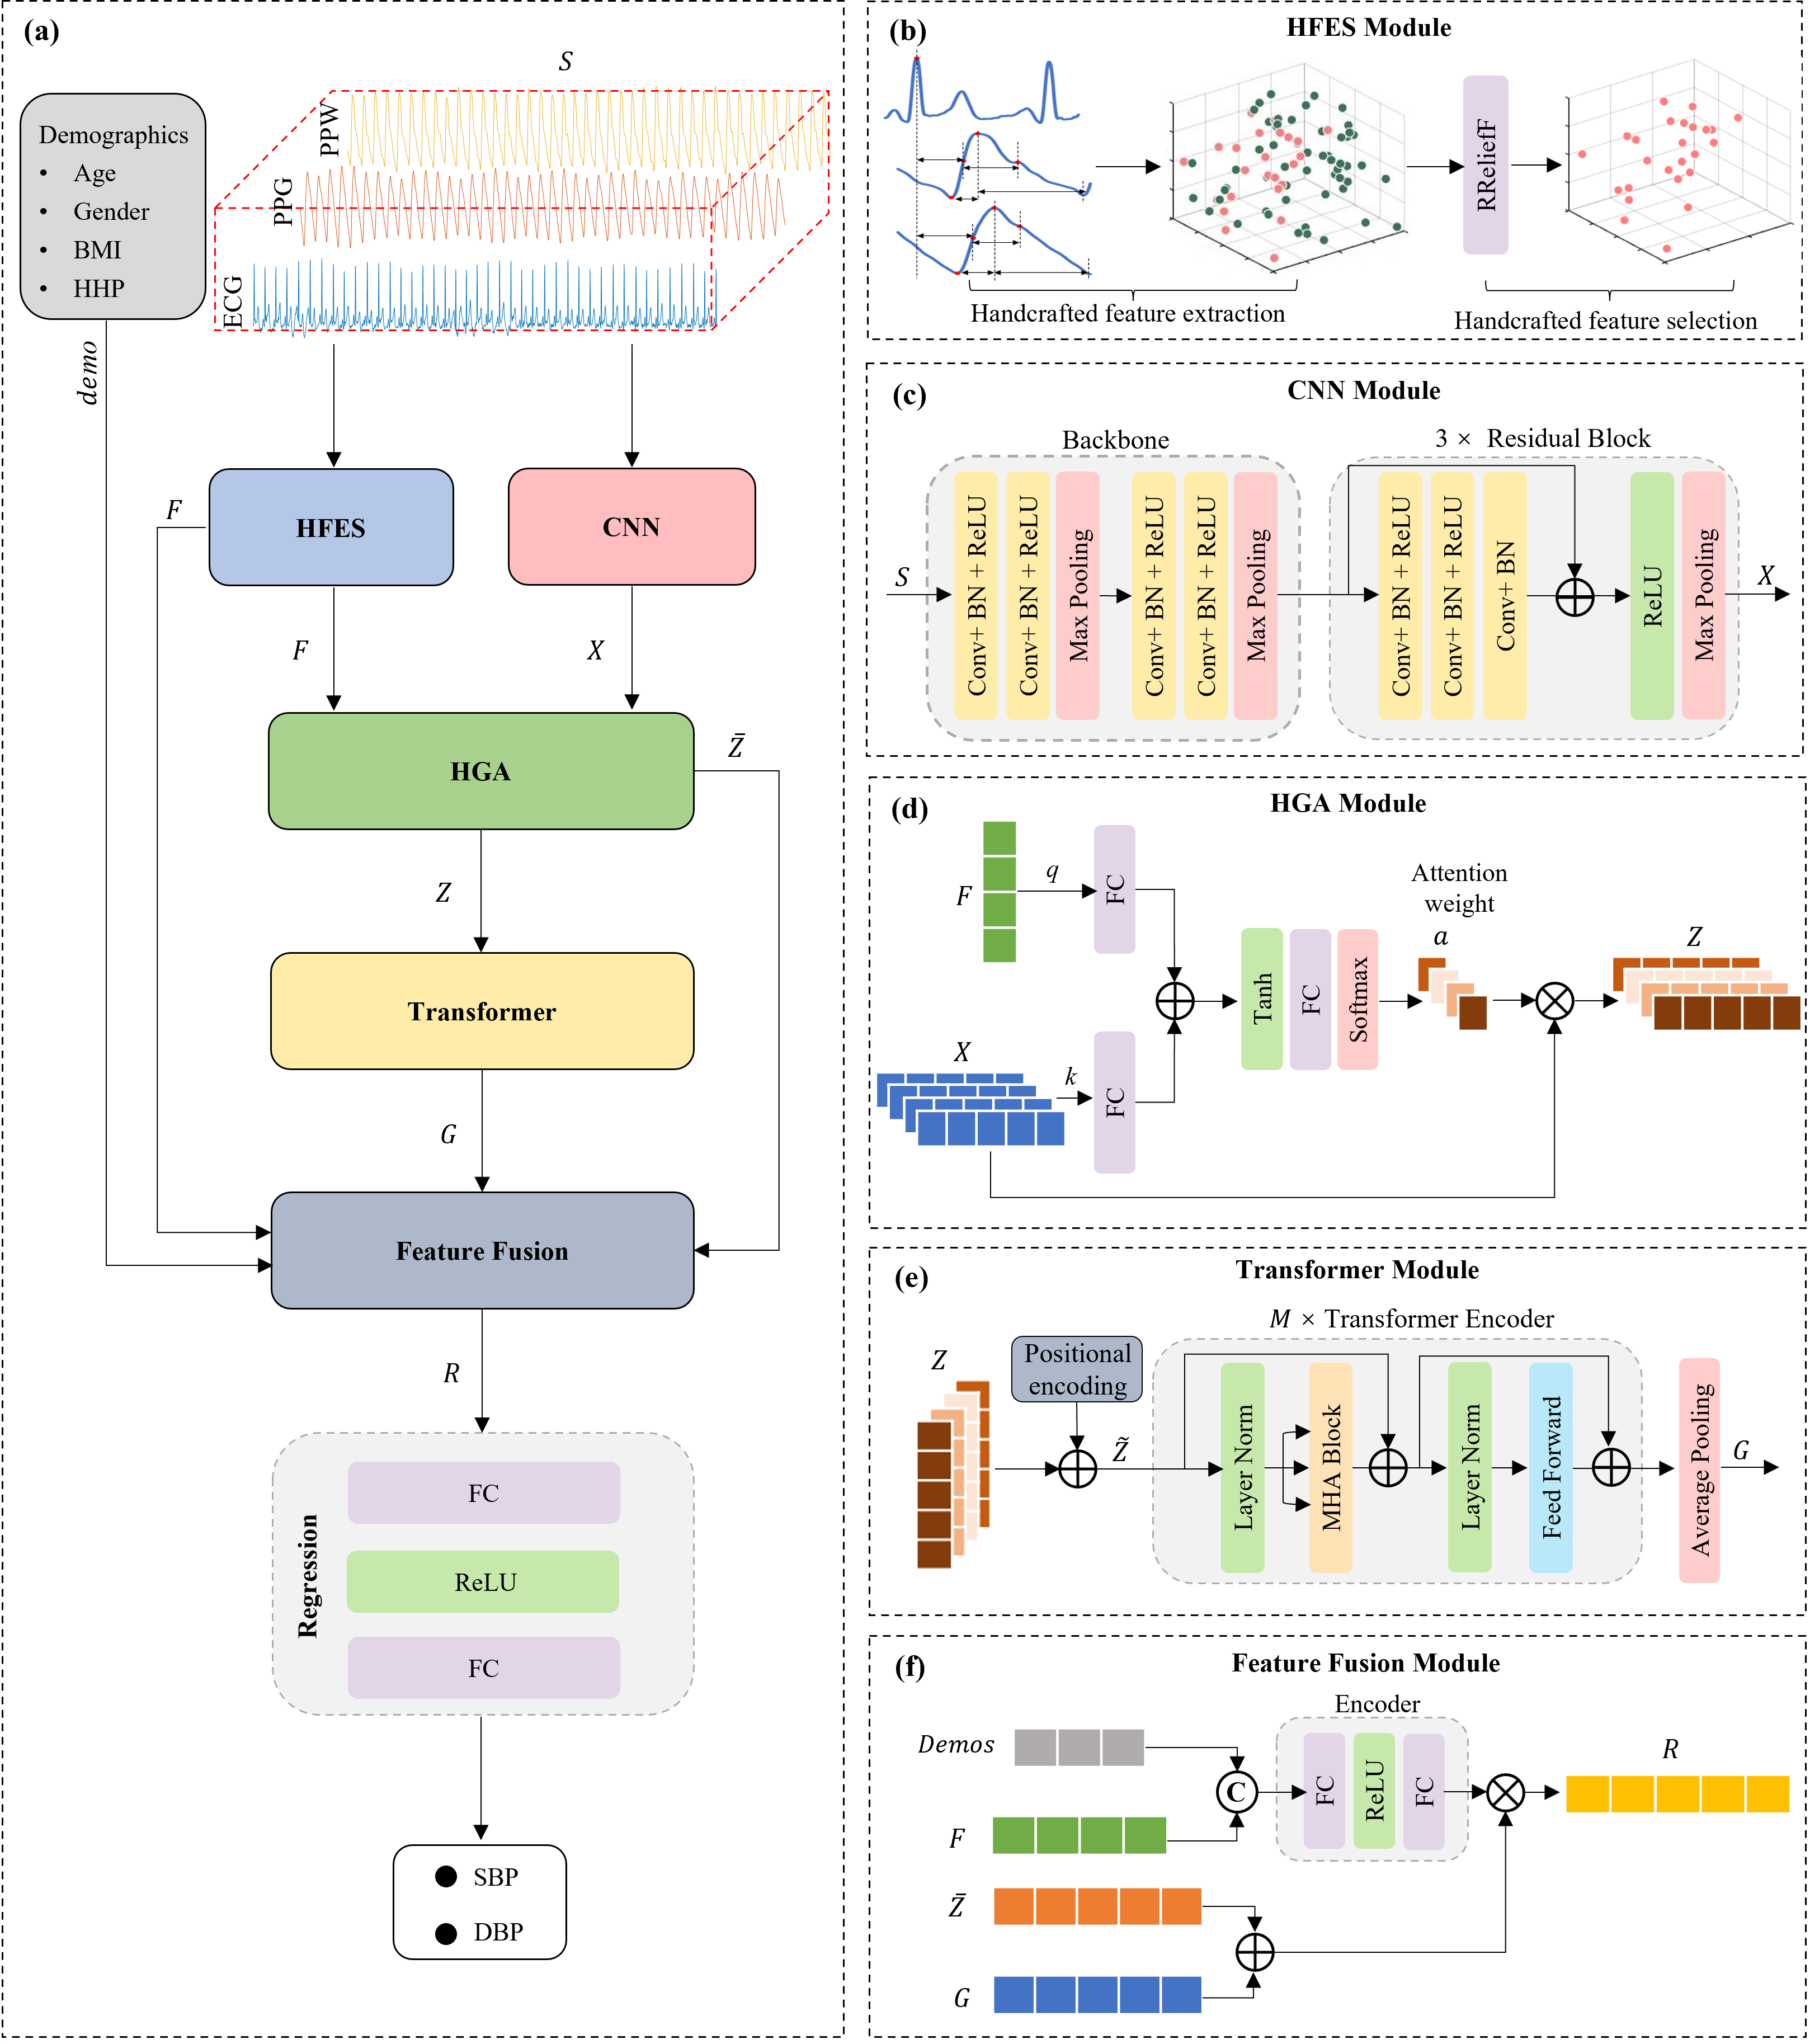 (a)
S
Demographics
• Age
• Gender
• BMI
• HHP
PPW
PPG
ECG
demo
F
HFES
CNN
F
X
HGA
Z̄
Z
Transformer
G
Feature Fusion
R
Regression
FC
ReLU
FC
SBP
DBP
(b)
HFES Module
RReliefF
Handcrafted feature extraction
Handcrafted feature selection
(c)
CNN Module
Backbone
3 × Residual Block
S
Conv+ BN + ReLU
Conv+ BN + ReLU
Max Pooling
Conv+ BN + ReLU
Conv+ BN + ReLU
Max Pooling
Conv+ BN + ReLU
Conv+ BN + ReLU
Conv+ BN
ReLU
Max Pooling
X
(d)
HGA Module
F
q
FC
X
k
FC
Tanh
FC
Softmax
Attention
weight
a
Z
(e)
Transformer Module
M × Transformer Encoder
Z
Positional
encoding
Z̃
Layer Norm
MHA Block
Layer Norm
Feed Forward
Average Pooling
G
(f)
Feature Fusion Module
Encoder
Demos
F
C
FC
ReLU
FC
R
Z̄
G